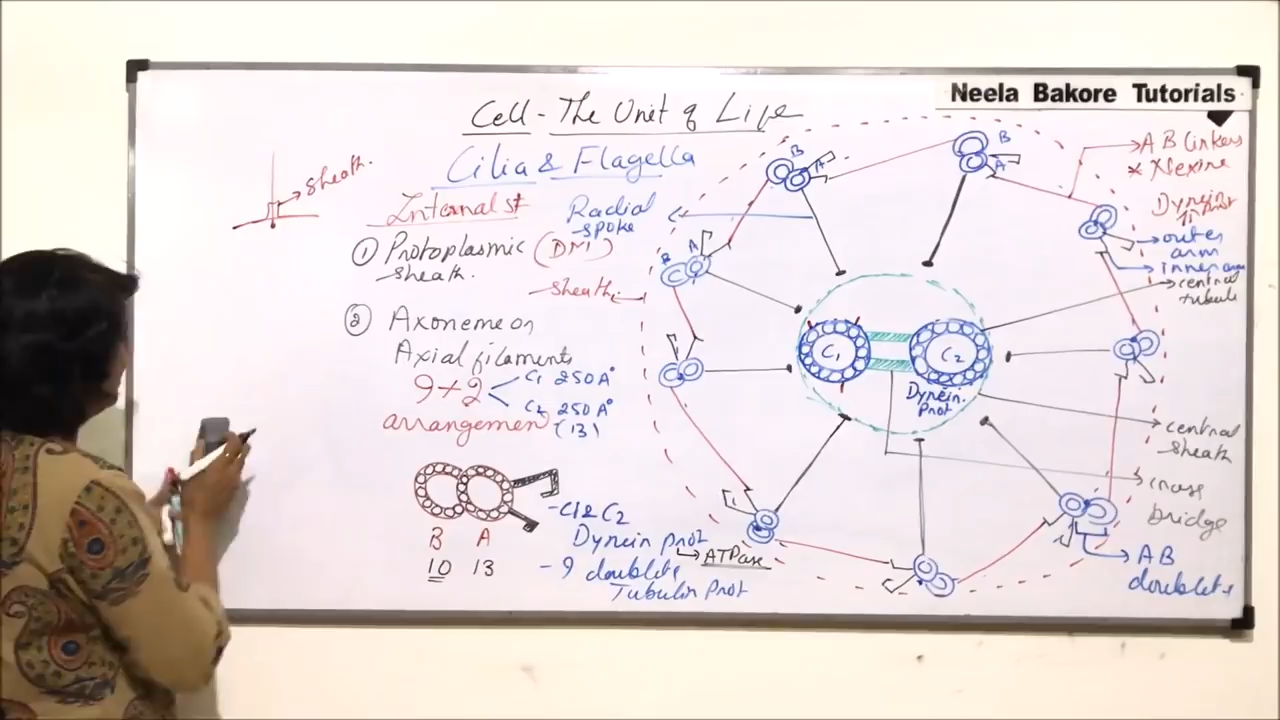 Neela Bakore Tutorials
Cell - The Unit of Life
Cilia & Flagella
Internal st
sheath.
① Protoplasmic (PM)
sheath.
sheath.
② Axoneme or
Axial filaments
9+2
C1 250A°
C2 250A°
(13)
arrangement
B A
10 13
- C1 & C2
Dynein prot
ATPase
- 9 doublets
Tubulin Prot
Radial
spoke
B
A
B
A
B
A
C1
C2
Dynein.
Prot
A B linkers
* Nexine
Dynein
prot
outer
arm
inner arm
central
tubule
central
sheath
cross
bridge
AB
doublets